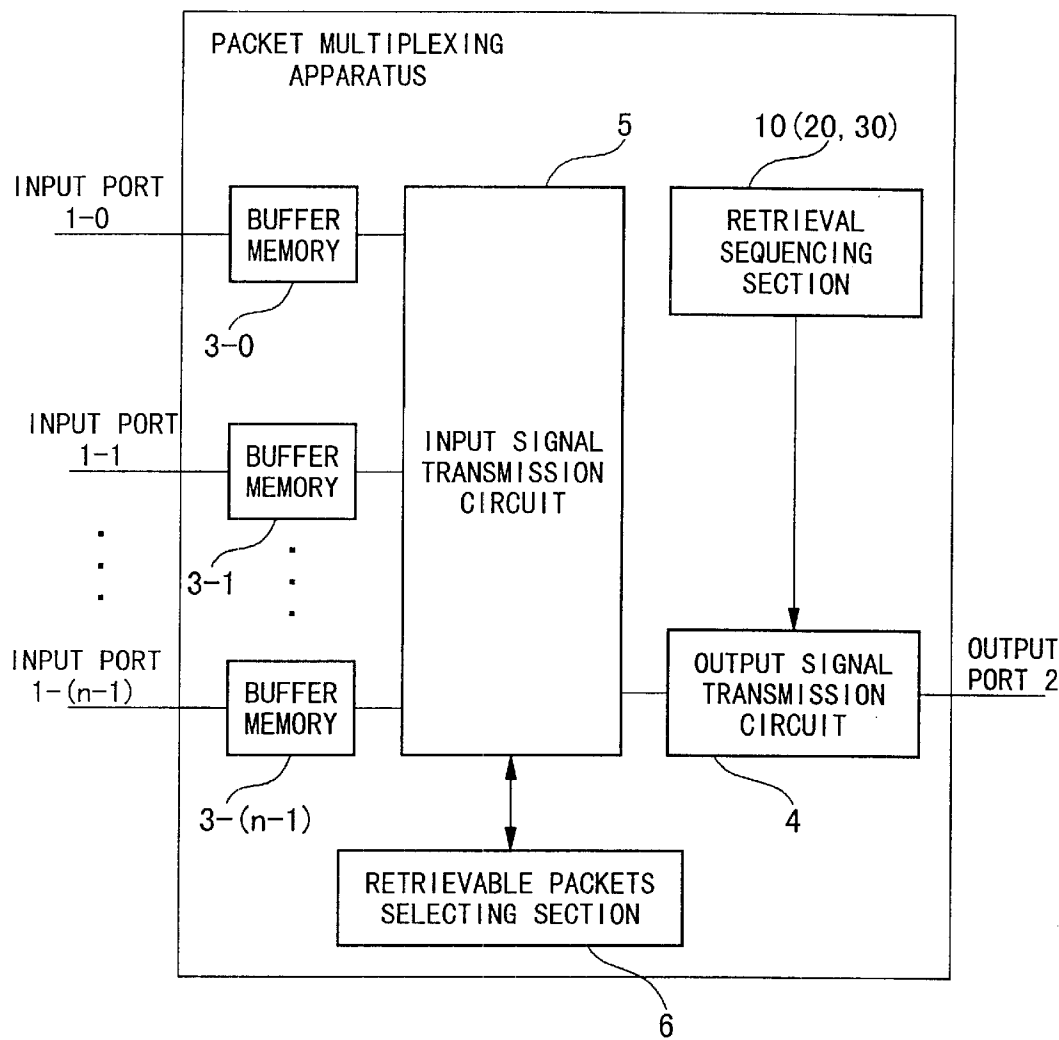 PACKET MULTIPLEXING
APPARATUS
5
10(20, 30)
INPUT PORT
1-0
BUFFER
MEMORY
3-0
RETRIEVAL
SEQUENCING
SECTION
INPUT PORT
1-1
BUFFER
MEMORY
3-1
INPUT SIGNAL
TRANSMISSION
CIRCUIT
INPUT PORT
1-(n-1)
BUFFER
MEMORY
3-(n-1)
OUTPUT SIGNAL
TRANSMISSION
CIRCUIT
4
OUTPUT
PORT 2
RETRIEVABLE PACKETS
SELECTING SECTION
6